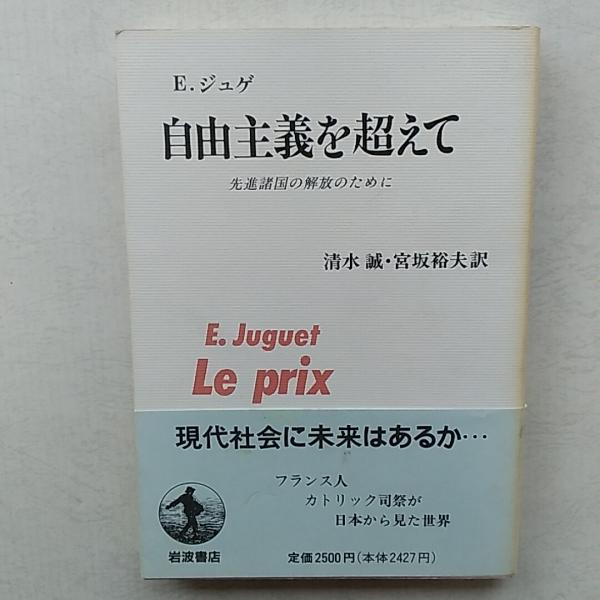 E.ジュゲ
自由主義を超えて
先進諸国の解放のために
清水 誠・宮坂裕夫訳
E. Juguet
Le prix
現代社会に未来はあるか…
フランス人
カトリック司祭が
日本から見た世界
岩波書店
定価2500円(本体2427円)